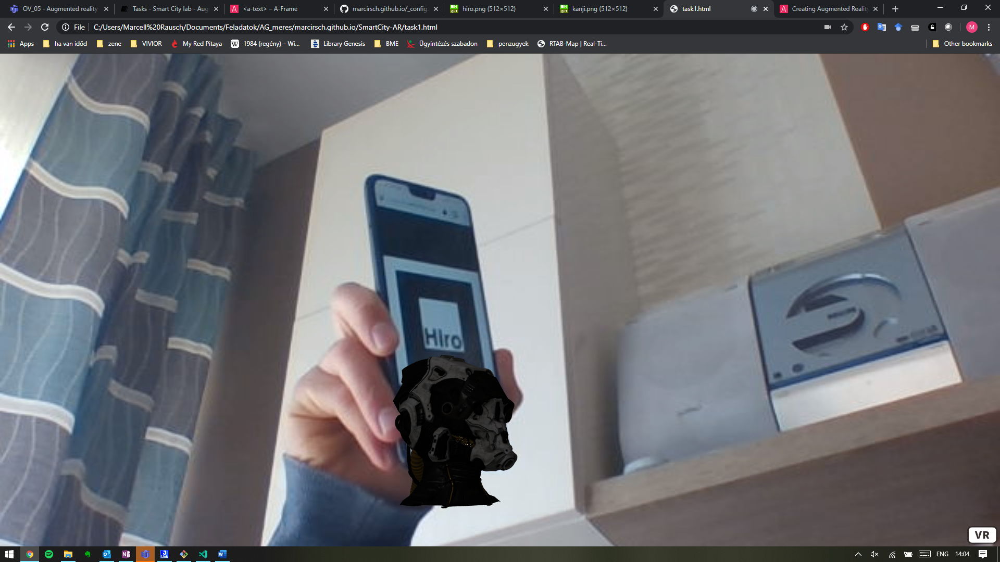 OV_05 - Augmented reality
Tasks - Smart City lab - Aug
<a-text> – A-Frame
marcirsch.github.io/_config.
hiro.png (512×512)
kanji.png (512×512)
task1.html
Creating Augmented Reality
File
C:/Users/Marcell%20Rausch/Documents/Feladatok/AG_meres/marcirsch.github.io/SmartCity-AR/task1.html
M
Apps
ha van időd
zene
VIVIOR
My Red Pitaya
1984 (regény) – Wi...
Library Genesis
BME
Ügyintézés szabadon
penzugyek
RTAB-Map | Real-Ti...
Other bookmarks
HIro
VR
ENG
14:04